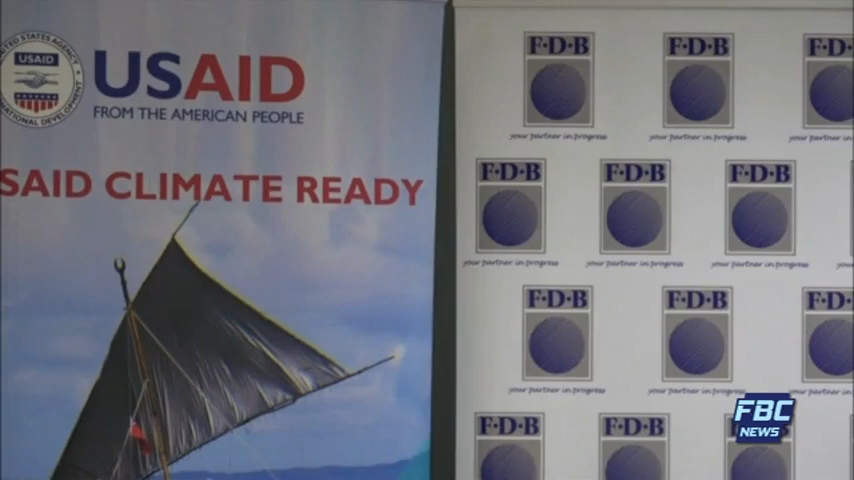 UNITED STATES AGENCY
USAID
INTERNATIONAL DEVELOPMENT
USAID
FROM THE AMERICAN PEOPLE
SAID CLIMATE READY
F·D·B
your partner in progress
F·D·B
your partner in progress
F·D·B
your partner in
F·D·B
your partner in progress
F·D·B
your partner in progress
F·D·B
your partner in progress
F·D·B
your partner in progress
F·D·B
your partner in progress
F·D·B
your partner in
F·D·B
F·D·B
FBC
NEWS